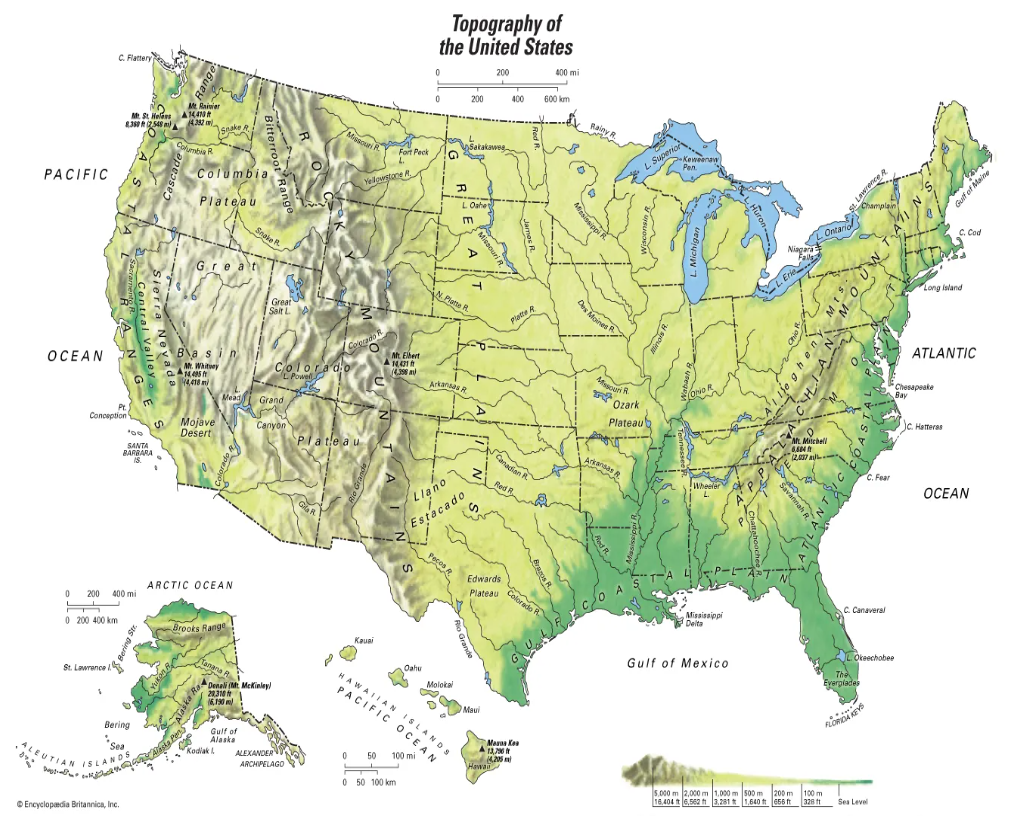 Topography of
the United States
0 200 400 mi
0 200 400 600 km
C. Flattery
Mt. Rainier
14,410 ft
(4,392 m)
Mt. St. Helens
8,360 ft (2,548 m)
COAST
Cascade Range
Snake R.
Columbia R.
Columbia
Plateau
Bitterroot Range
ROCKY MOUNTAINS
Missouri R.
Fort Peck
L.
Yellowstone R.
L.
Sakakawea
Red R.
Rainy R.
L. Superior
Keweenaw
Pen.
L. Huron
L. Michigan
St. Lawrence R.
L.
Champlain
Gulf of Maine
C. Cod
L. Ontario
Niagara
Falls
L. Erie
Long Island
PACIFIC
OCEAN
Snake R.
GREAT PLAINS
L. Oahe
James R.
Missouri R.
Mississippi R.
Wisconsin R.
Great
Basin
Great
Salt L.
N. Platte R.
Platte R.
Des Moines R.
Illinois R.
Ohio R.
Allegheny Mts.
APPALACHIAN MOUNTAINS
PIEDMONT
ATLANTIC COASTAL PLAIN
ATLANTIC
OCEAN
Sacramento R.
Central Valley
Sierra Nevada
COASTAL RANGES
Mt. Whitney
14,495 ft
(4,418 m)
Colorado R.
Colorado
L. Powell
Plateau
Mt. Elbert
14,431 ft
(4,398 m)
Arkansas R.
Missouri R.
Ozark
Plateau
Wabash R.
Ohio R.
Chesapeake
Bay
C. Hatteras
Pt.
Conception
L.
Mead
Grand
Canyon
Mojave
Desert
SANTA
BARBARA
IS.
Colorado R.
Gila R.
Rio Grande
Canadian R.
Arkansas R.
Red R.
Llano
Estacado
Tennessee R.
Wheeler
L.
Mt. Mitchell
6,684 ft
(2,037 m)
C. Fear
Savannah R.
Chattahoochee R.
Mississippi R.
Red R.
Pecos R.
Edwards
Plateau
Brazos R.
Colorado R.
Rio Grande
GULF COASTAL PLAIN
Mississippi
Delta
Gulf of Mexico
C. Canaveral
L. Okeechobee
The
Everglades
FLORIDA KEYS
ARCTIC OCEAN
0 200 400 mi
0 200 400 km
Bering Str.
Brooks Range
St. Lawrence I.
Yukon R.
Tanana R.
Denali (Mt. McKinley)
20,310 ft
(6,190 m)
Alaska Ra.
Bering
Sea
Alaska Pen.
Kodiak I.
Gulf of
Alaska
ALEXANDER
ARCHIPELAGO
ALEUTIAN ISLANDS
Kauai
Oahu
Molokai
Maui
HAWAIIAN ISLANDS
PACIFIC OCEAN
Mauna Kea
13,796 ft
(4,205 m)
Hawaii
0 50 100 mi
0 50 100 km
5,000 m 2,000 m 1,000 m 500 m 200 m 100 m
16,404 ft 6,562 ft 3,281 ft 1,640 ft 656 ft 328 ft Sea Level
© Encyclopædia Britannica, Inc.